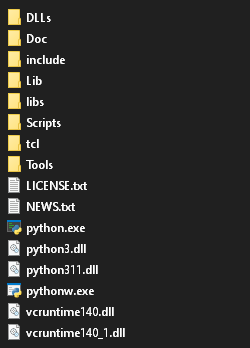 DLLs
Doc
include
Lib
libs
Scripts
tcl
Tools
LICENSE.txt
NEWS.txt
python.exe
python3.dll
python311.dll
pythonw.exe
vcruntime140.dll
vcruntime140_1.dll